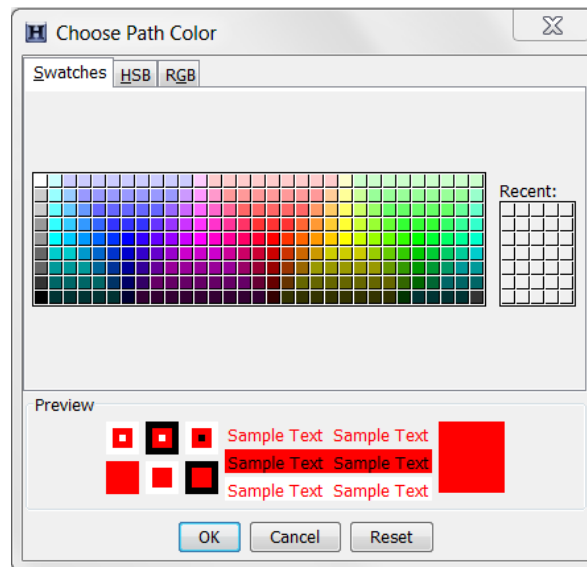 H Choose Path Color
Swatches HSB RGB
Recent:
Preview
Sample Text Sample Text
Sample Text Sample Text
Sample Text Sample Text
OK Cancel Reset